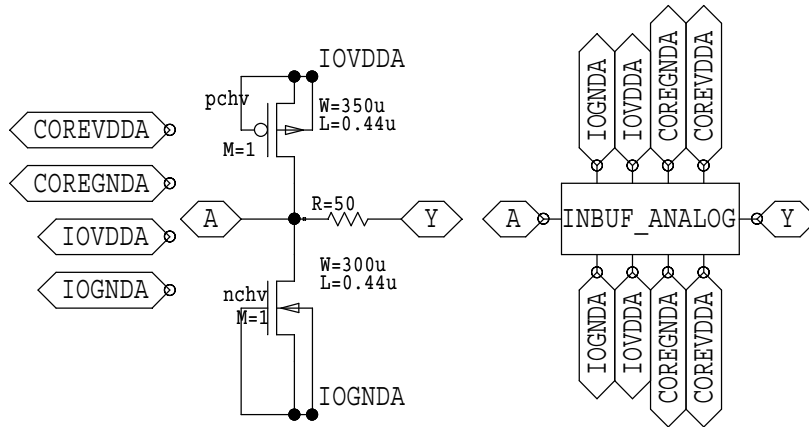 IOVDDA
pchv
W=350u
L=0.44u
M=1
COREVDDA
COREGNDA
IOVDDA
IOGNDA
A
R=50
Y
W=300u
L=0.44u
nchv
M=1
IOGNDA
IOGNDA
IOVDDA
COREGNDA
COREVDDA
A
INBUF_ANALOG
Y
IOGNDA
IOVDDA
COREGNDA
COREVDDA